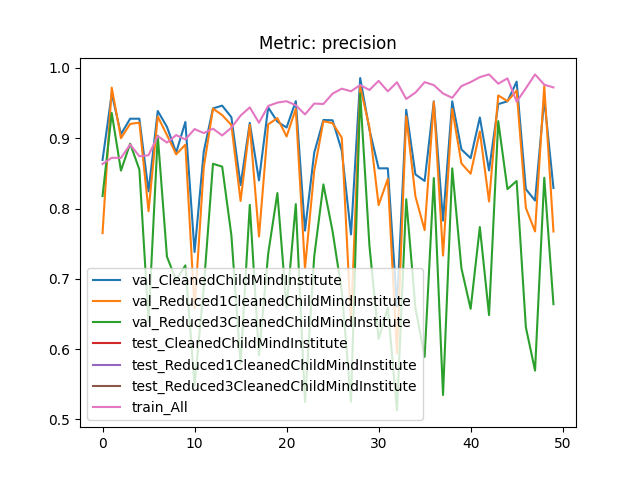 Metric: precision
1.0
0.9
0.8
0.7
0.6
0.5
val_CleanedChildMindInstitute
val_Reduced1CleanedChildMindInstitute
val_Reduced3CleanedChildMindInstitute
test_CleanedChildMindInstitute
test_Reduced1CleanedChildMindInstitute
test_Reduced3CleanedChildMindInstitute
train_All
0 10 20 30 40 50